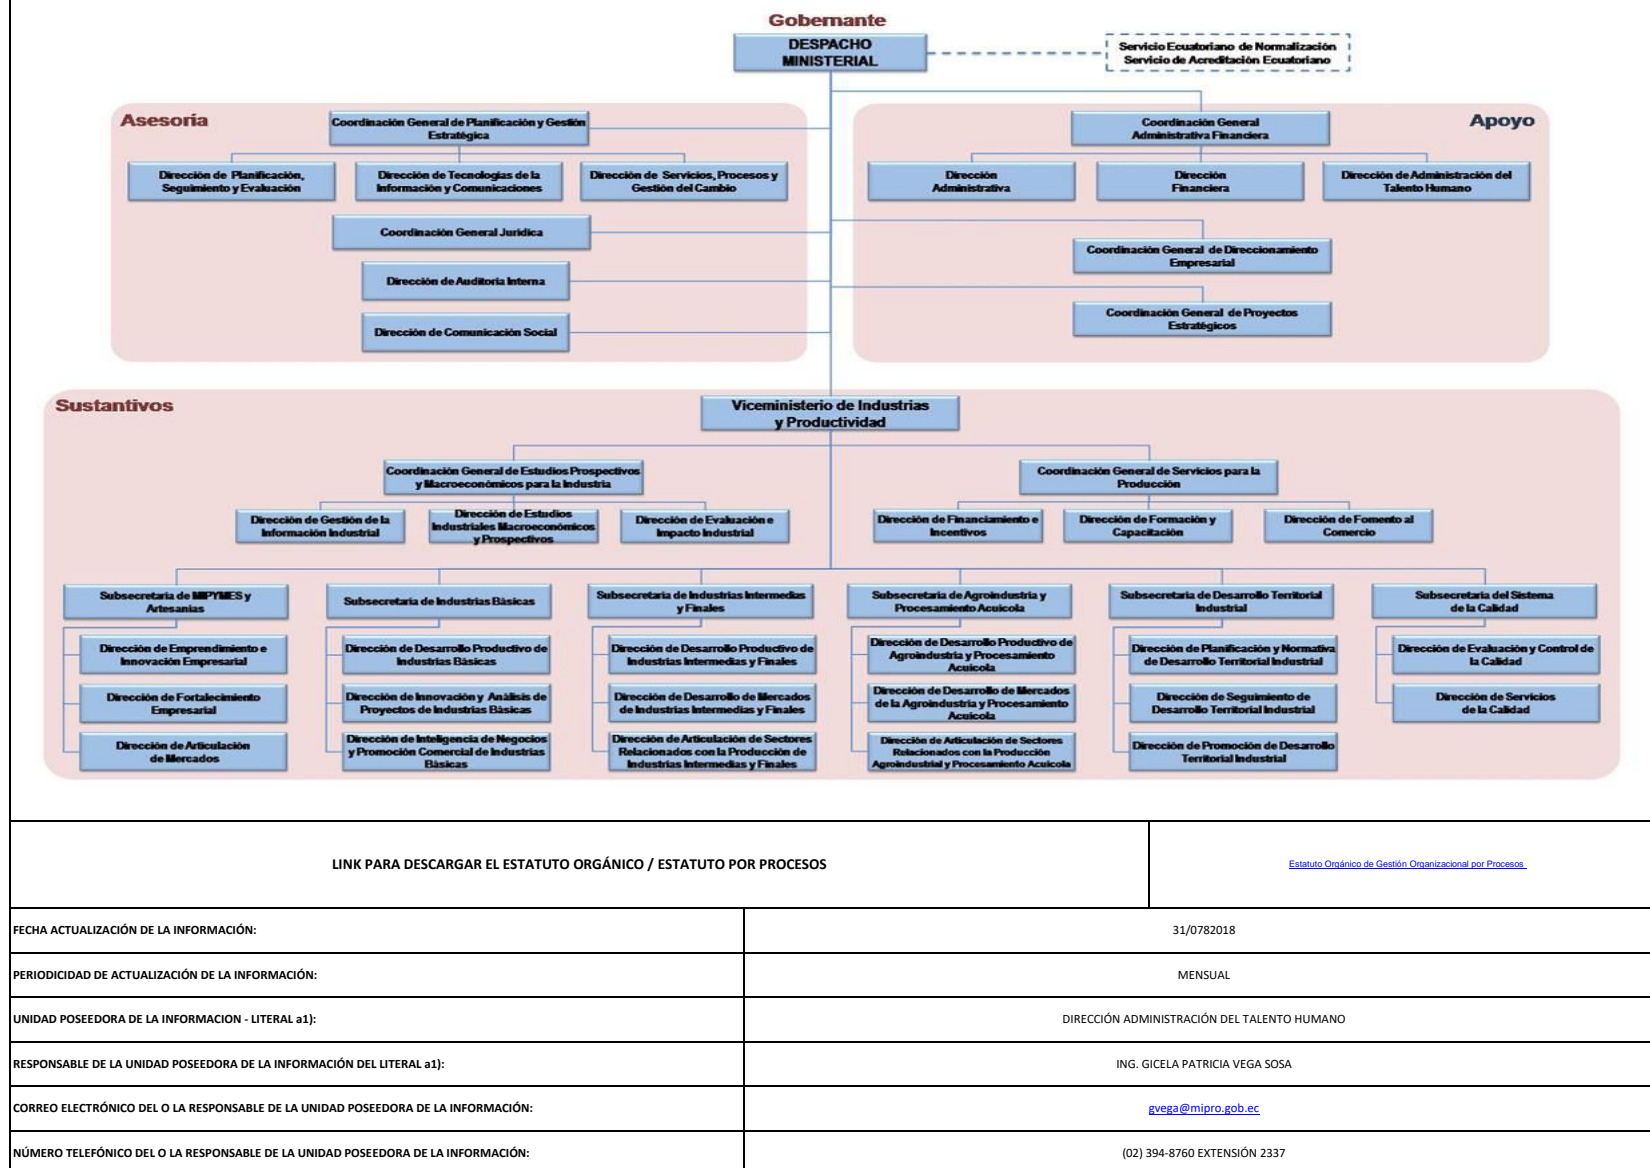 Gobernante
DESPACHO
MINISTERIAL
Servicio Ecuatoriano de Normalización
Servicio de Acreditación Ecuatoriano
Asesoría
Coordinación General de Planificación y Gestión
Estratégica
Dirección de Planificación,
Seguimiento y Evaluación
Dirección de Tecnologías de la
Información y Comunicaciones
Dirección de Servicios, Procesos y
Gestión del Cambio
Coordinación General Jurídica
Dirección de Auditoría Interna
Dirección de Comunicación Social
Apoyo
Coordinación General
Administrativa Financiera
Dirección
Administrativa
Dirección
Financiera
Dirección de Administración del
Talento Humano
Coordinación General de Direccionamiento
Empresarial
Coordinación General de Proyectos
Estratégicos
Sustantivos
Viceministerio de Industrias
y Productividad
Coordinación General de Estudios Prospectivos
y Macroeconómicos para la Industria
Dirección de Gestión de la
Información Industrial
Dirección de Estudios
Industriales Macroeconómicos
y Prospectivos
Dirección de Evaluación e
Impacto Industrial
Coordinación General de Servicios para la
Producción
Dirección de Financiamiento e
Incentivos
Dirección de Formación y
Capacitación
Dirección de Fomento al
Comercio
Subsecretaría de MIPYMES y
Artesanías
Dirección de Emprendimiento e
Innovación Empresarial
Dirección de Fortalecimiento
Empresarial
Dirección de Articulación
de Mercados
Subsecretaría de Industrias Básicas
Dirección de Desarrollo Productivo de
Industrias Básicas
Dirección de Innovación y Análisis de
Proyectos de Industrias Básicas
Dirección de Inteligencia de Negocios
y Promoción Comercial de Industrias
Básicas
Subsecretaría de Industrias Intermedias
y Finales
Dirección de Desarrollo Productivo de
Industrias Intermedias y Finales
Dirección de Desarrollo de Mercados
de Industrias Intermedias y Finales
Dirección de Articulación de Sectores
Relacionados con la Producción de
Industrias Intermedias y Finales
Subsecretaría de Agroindustria y
Procesamiento Acuícola
Dirección de Desarrollo Productivo de
Agroindustria y Procesamiento
Acuícola
Dirección de Desarrollo de Mercados
de la Agroindustria y Procesamiento
Acuícola
Dirección de Articulación de Sectores
Relacionados con la Producción
Agroindustrial y Procesamiento Acuícola
Subsecretaría de Desarrollo Territorial
Industrial
Dirección de Planificación y Normativa
de Desarrollo Territorial Industrial
Dirección de Seguimiento de
Desarrollo Territorial Industrial
Dirección de Promoción de Desarrollo
Territorial Industrial
Subsecretaría del Sistema
de la Calidad
Dirección de Evaluación y Control de
la Calidad
Dirección de Servicios
de la Calidad
LINK PARA DESCARGAR EL ESTATUTO ORGÁNICO / ESTATUTO POR PROCESOS
Estatuto Orgánico de Gestión Organizacional por Procesos
FECHA ACTUALIZACIÓN DE LA INFORMACIÓN:
31/0782018
PERIODICIDAD DE ACTUALIZACIÓN DE LA INFORMACIÓN:
MENSUAL
UNIDAD POSEEDORA DE LA INFORMACION - LITERAL a1):
DIRECCIÓN ADMINISTRACIÓN DEL TALENTO HUMANO
RESPONSABLE DE LA UNIDAD POSEEDORA DE LA INFORMACIÓN DEL LITERAL a1):
ING. GICELA PATRICIA VEGA SOSA
CORREO ELECTRÓNICO DEL O LA RESPONSABLE DE LA UNIDAD POSEEDORA DE LA INFORMACIÓN:
gvega@mipro.gob.ec
NÚMERO TELEFÓNICO DEL O LA RESPONSABLE DE LA UNIDAD POSEEDORA DE LA INFORMACIÓN:
(02) 394-8760 EXTENSIÓN 2337